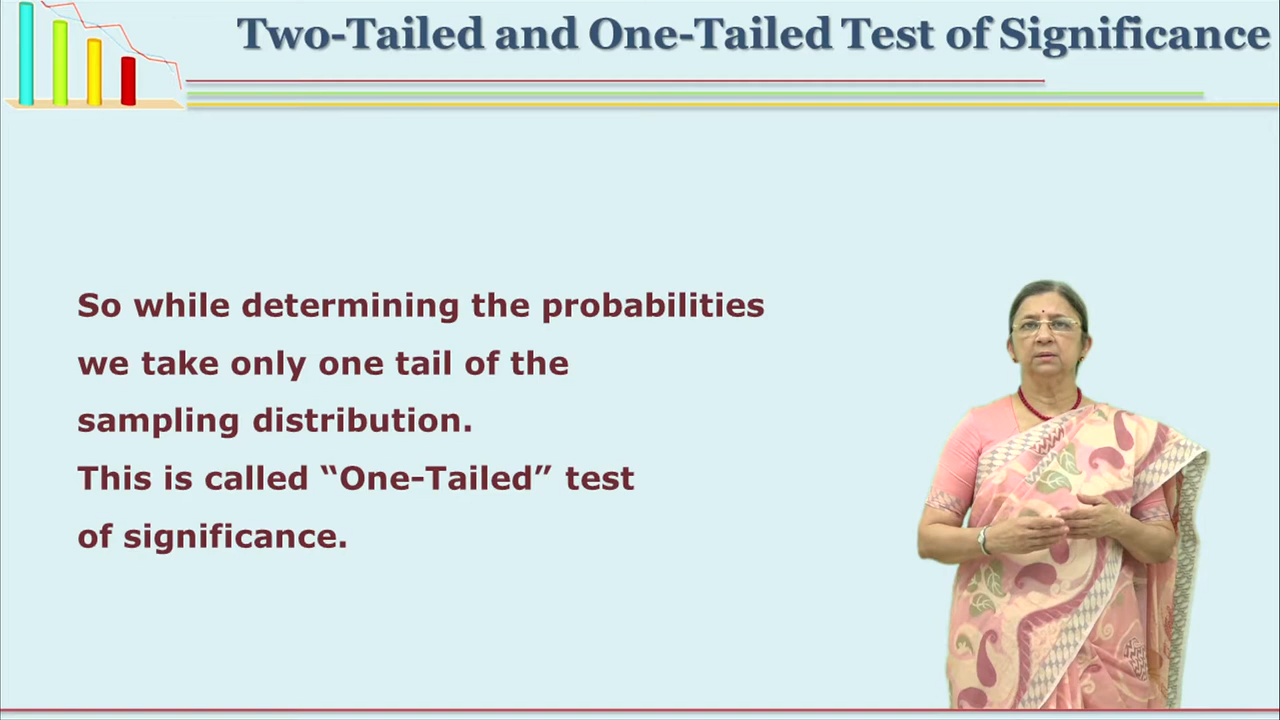 Two-Tailed and One-Tailed Test of Significance
So while determining the probabilities
we take only one tail of the
sampling distribution.
This is called “One-Tailed” test
of significance.